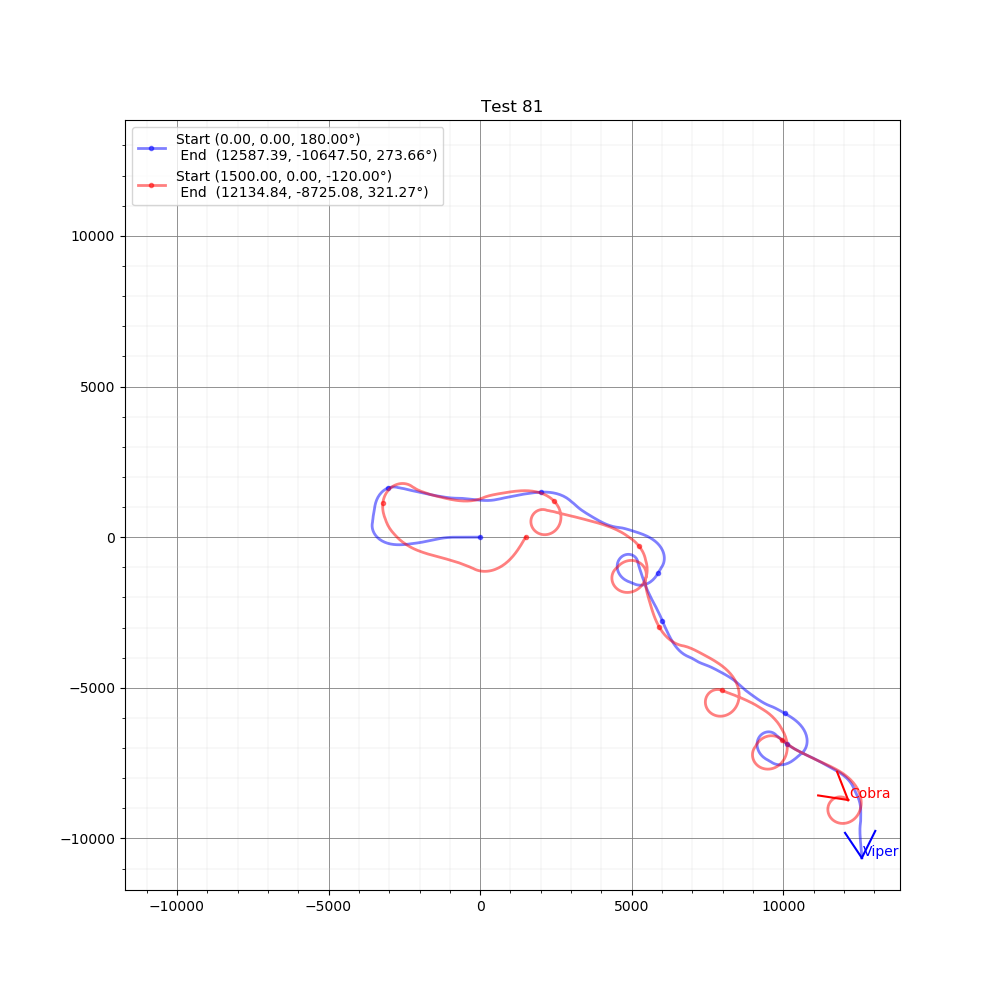 Test 81
Start (0.00, 0.00, 180.00°)
End  (12587.39, -10647.50, 273.66°)
Start (1500.00, 0.00, -120.00°)
End  (12134.84, -8725.08, 321.27°)
10000
5000
0
−5000
−10000
Cobra
Viper
−10000 −5000 0 5000 10000